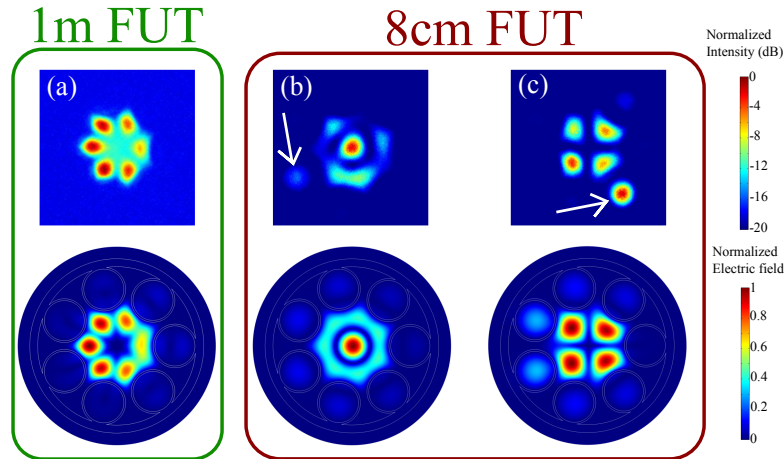 1m FUT
8cm FUT
(a)
(b)
(c)
Normalized
Intensity (dB)
0
-4
-8
-12
-16
-20
Normalized
Electric field
1
0.8
0.6
0.4
0.2
0